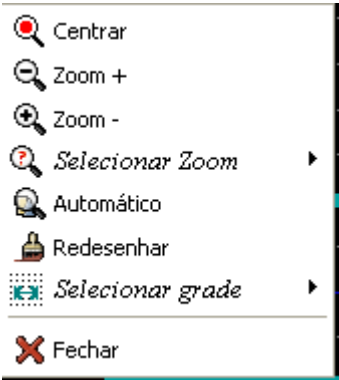 Centrar
Zoom +
Zoom -
Selecionar Zoom
Automático
Redesenhar
Selecionar grade
Fechar